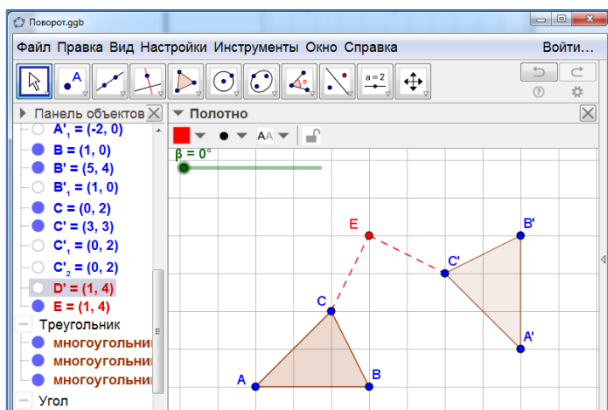 Поворот.ggb
Файл Правка Вид Настройки Инструменты Окно Справка Войти...
A a=2
Панель объектов Полотно
A'₁ = (-2, 0)
B = (1, 0)
B' = (5, 4)
B'₁ = (1, 0)
C = (0, 2)
C' = (3, 3)
C'₁ = (0, 2)
C'₂ = (0, 2)
D' = (1, 4)
E = (1, 4)
Треугольник
многоугольни
многоугольни
многоугольни
Угол
AA
β = 0°
E
B'
C'
C
A'
A
B